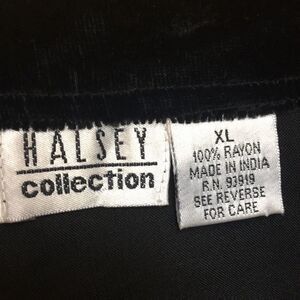 HALSEY
collection
XL
100% RAYON
MADE IN INDIA
R.N. 93919
SEE REVERSE
FOR CARE